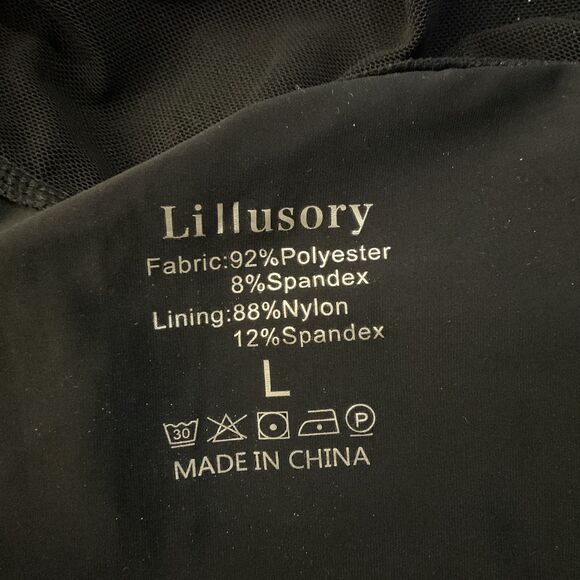 Lillusory
Fabric:92%Polyester
8%Spandex
Lining:88%Nylon
12%Spandex
L
30 P
MADE IN CHINA